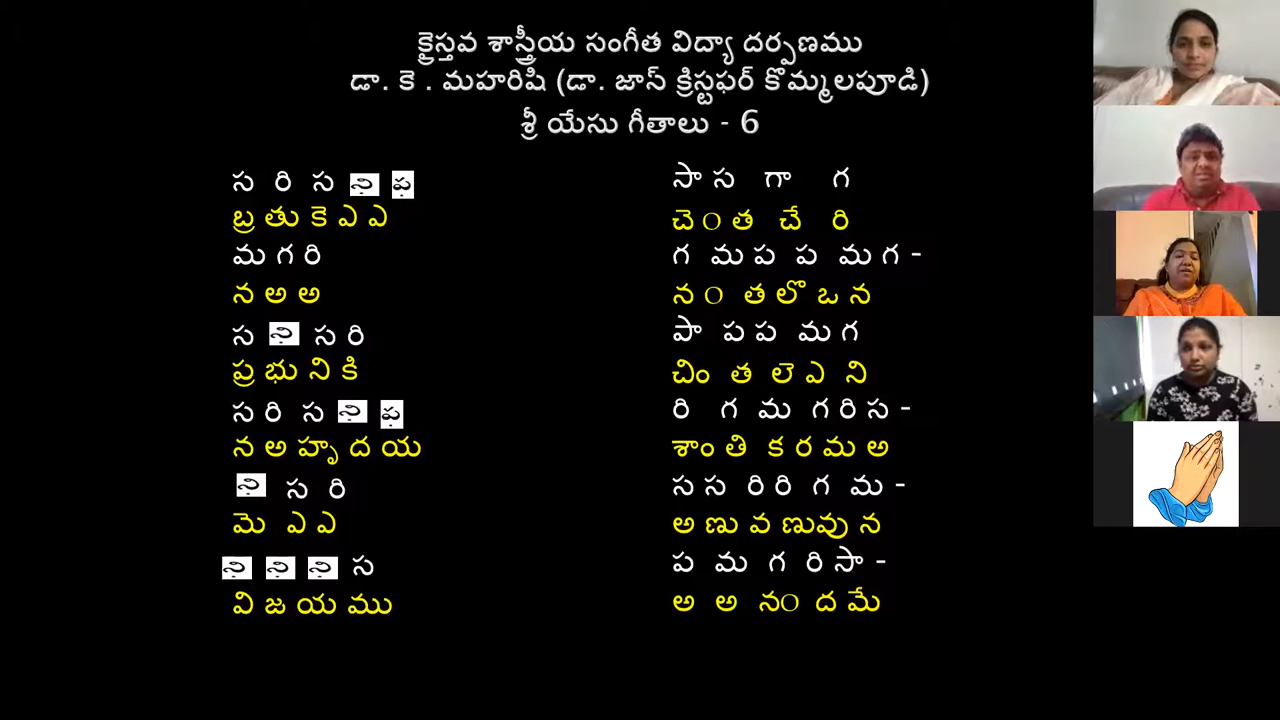 క్రైస్తవ శాస్త్రీయ సంగీత విద్యా దర్పణము
డా. కె . మహరిషి (డా. జాస్ క్రిస్టఫర్ కొమ్మలపూడి)
శ్రీ యేసు గీతాలు - 6
స రి స ని ప
బ్ర తు కె ఎ ఎ
మ గ రి
న అ అ
స ని స రి
ప్ర భు ని కి
స రి స ని ప
న అ హృ ద య
ని స రి
మె ఎ ఎ
ని ని ని స
వి జ య ము
సా స గా గ
చె ం త చే రి
గ మ ప ప మ గ -
న ం త లొ ఒ న
పా ప ప మ గ
చిం త లె ఎ ని
రి గ మ గ రి స -
శాం తి క ర మ అ
స స రి రి గ మ -
అ ణు వ ణువు న
ప మ గ రి సా -
అ అ నం ద మే